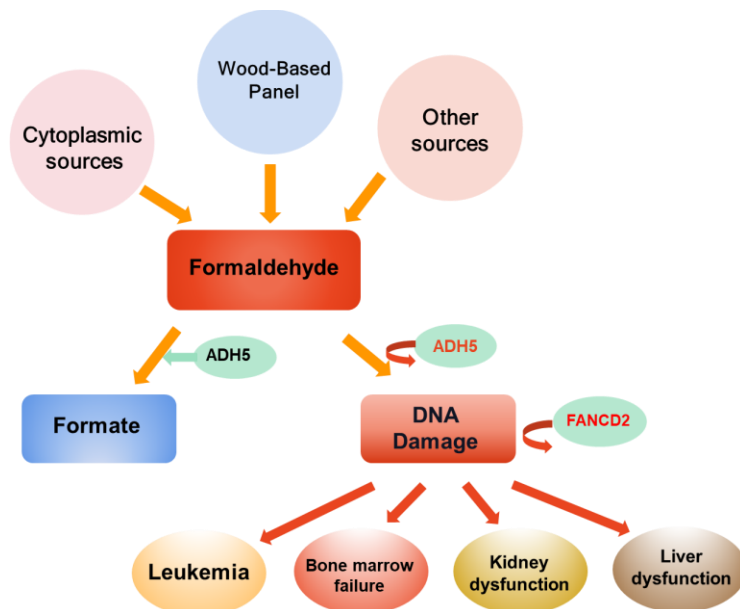 Wood-Based
Panel
Cytoplasmic
sources
Other
sources
Formaldehyde
ADH5
ADH5
Formate
DNA
Damage
FANCD2
Leukemia
Bone marrow
failure
Kidney
dysfunction
Liver
dysfunction